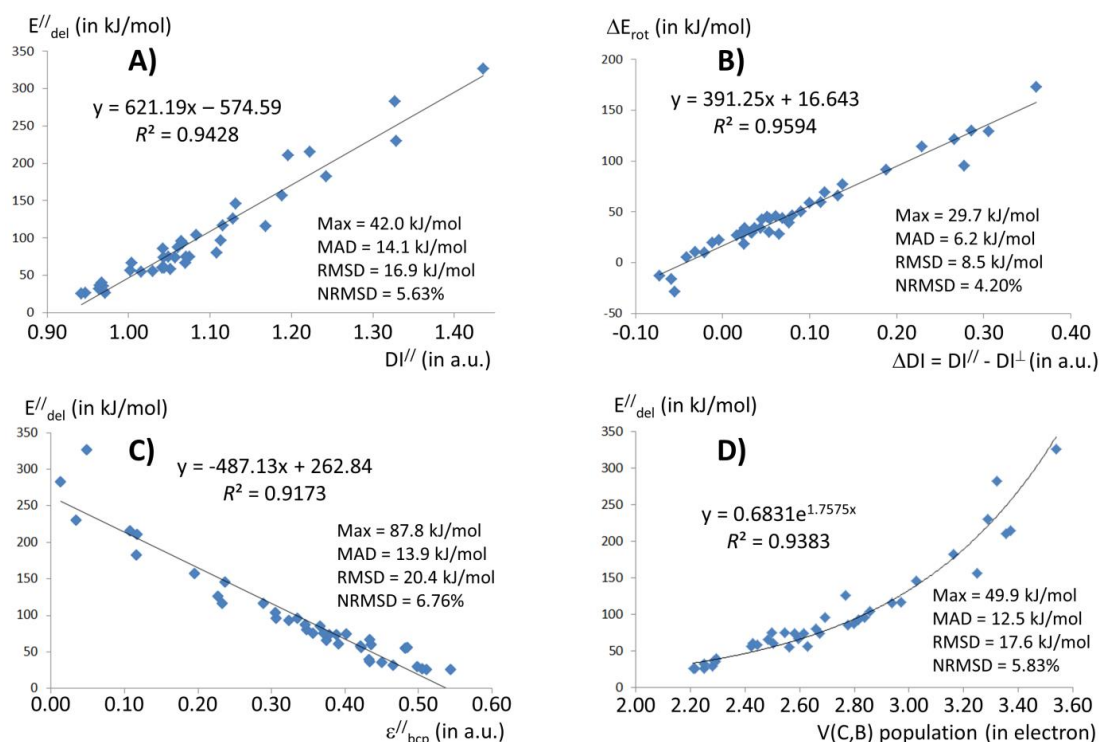 E//del (in kJ/mol)
A)
350
300
250
200
150
100
50
0
y = 621.19x – 574.59
R² = 0.9428
Max = 42.0 kJ/mol
MAD = 14.1 kJ/mol
RMSD = 16.9 kJ/mol
NRMSD = 5.63%
0.90 1.00 1.10 1.20 1.30 1.40
DI// (in a.u.)
ΔErot (in kJ/mol)
B)
200
150
100
50
0
-50
y = 391.25x + 16.643
R² = 0.9594
Max = 29.7 kJ/mol
MAD = 6.2 kJ/mol
RMSD = 8.5 kJ/mol
NRMSD = 4.20%
-0.10 0.00 0.10 0.20 0.30 0.40
ΔDI = DI// - DI⊥ (in a.u.)
E//del (in kJ/mol)
C)
350
300
250
200
150
100
50
0
y = -487.13x + 262.84
R² = 0.9173
Max = 87.8 kJ/mol
MAD = 13.9 kJ/mol
RMSD = 20.4 kJ/mol
NRMSD = 6.76%
0.00 0.10 0.20 0.30 0.40 0.50 0.60
ε//bcp (in a.u.)
E//del (in kJ/mol)
D)
350
300
250
200
150
100
50
0
y = 0.6831e1.7575x
R² = 0.9383
Max = 49.9 kJ/mol
MAD = 12.5 kJ/mol
RMSD = 17.6 kJ/mol
NRMSD = 5.83%
2.00 2.20 2.40 2.60 2.80 3.00 3.20 3.40 3.60
V(C,B) population (in electron)